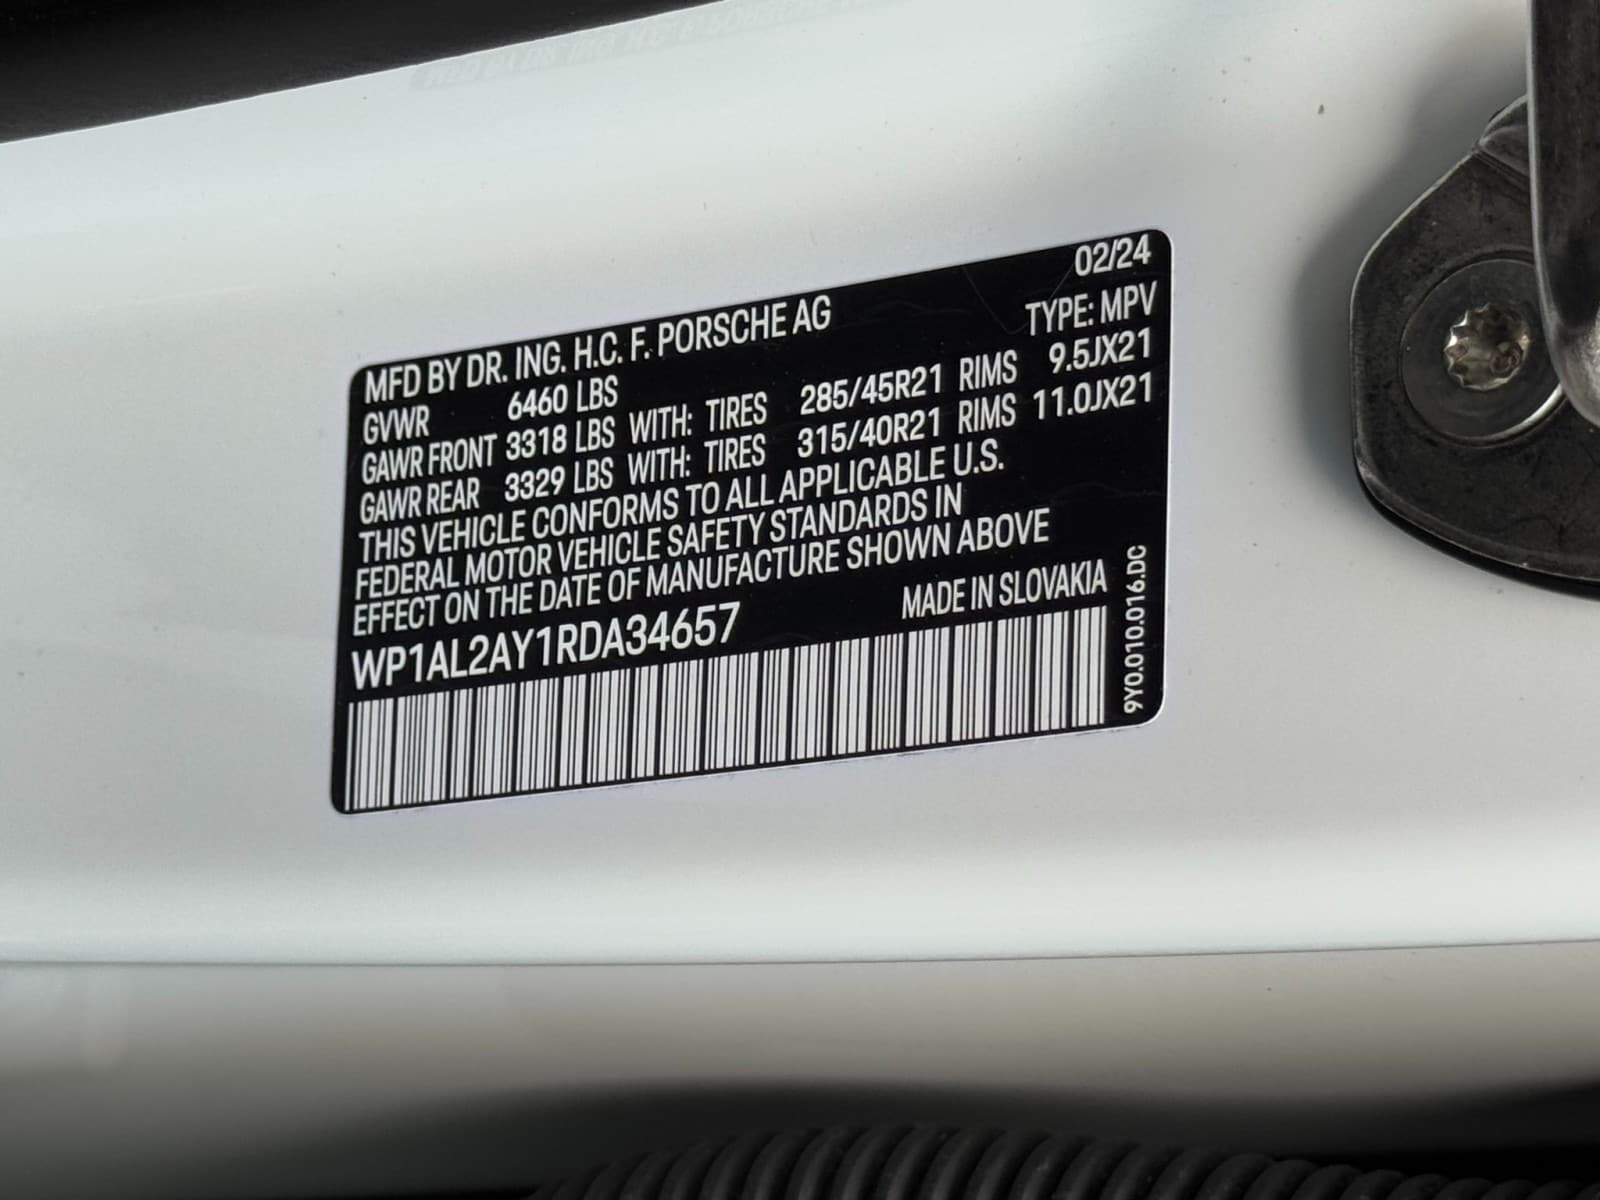 02/24
MFD BY DR. ING. H.C. F. PORSCHE AG TYPE: MPV
GVWR 6460 LBS
GAWR FRONT 3318 LBS WITH: TIRES 285/45R21 RIMS 9.5JX21
GAWR REAR 3329 LBS WITH: TIRES 315/40R21 RIMS 11.0JX21
THIS VEHICLE CONFORMS TO ALL APPLICABLE U.S.
FEDERAL MOTOR VEHICLE SAFETY STANDARDS IN
EFFECT ON THE DATE OF MANUFACTURE SHOWN ABOVE
WP1AL2AY1RDA34657 MADE IN SLOVAKIA
9Y0.010.016.DC